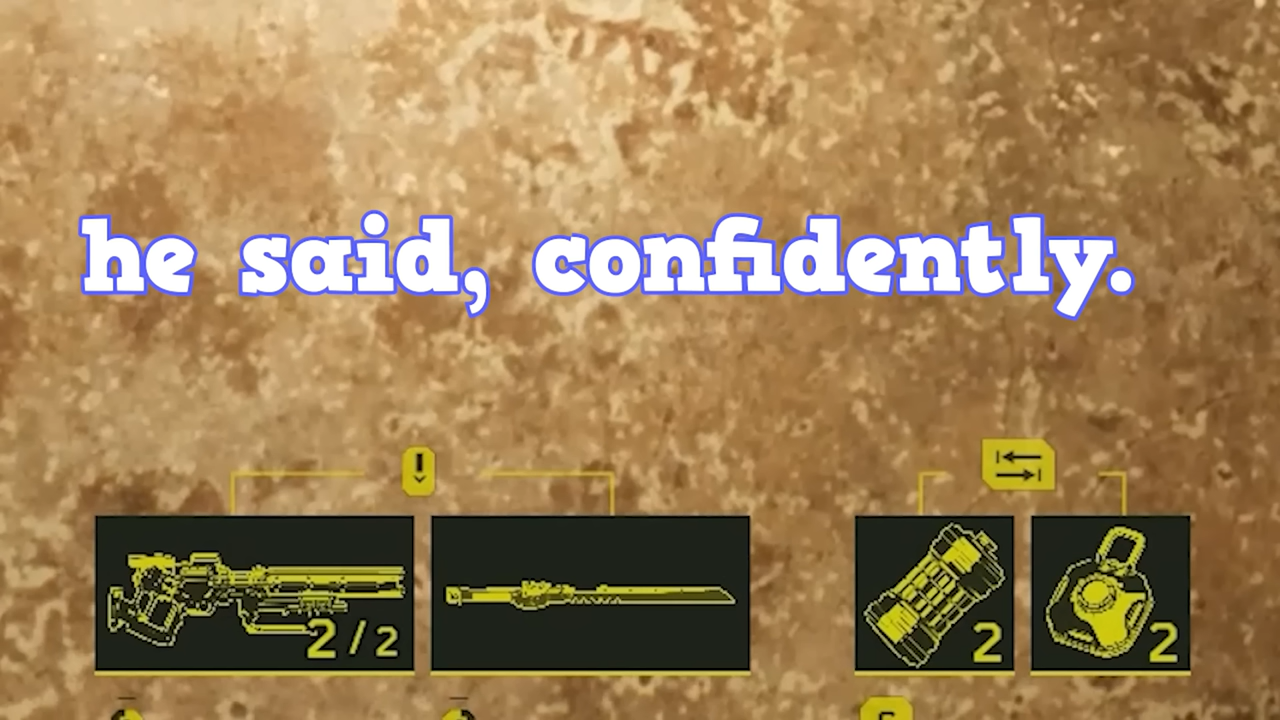 he said, confidently.
2/2
2
2